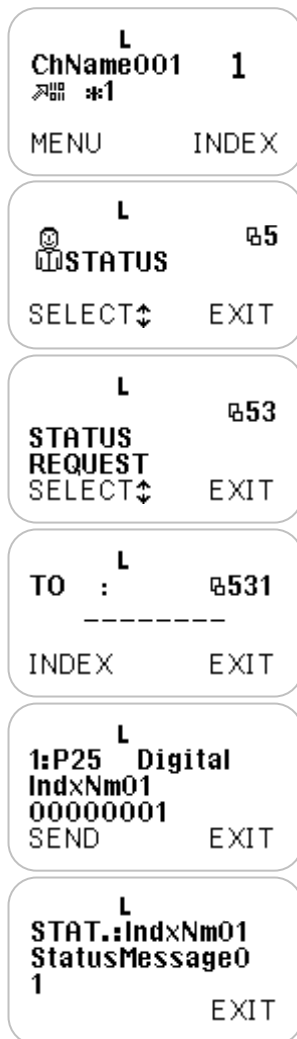 L
ChName001 1
*1
MENU INDEX
L
5
STATUS
SELECT EXIT
L
53
STATUS
REQUEST
SELECT EXIT
L
TO : 531
--------
INDEX EXIT
L
1:P25 Digital
IndxNm01
00000001
SEND EXIT
L
STAT.:IndxNm01
StatusMessage0
1
EXIT